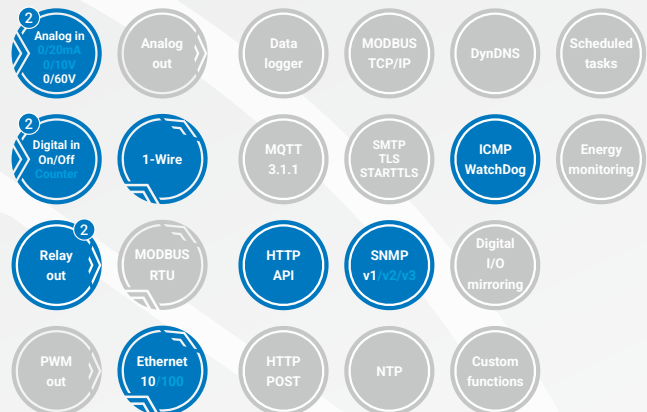 2
Analog in
0/20mA
0/10V
0/60V
Analog
out
Data
logger
MODBUS
TCP/IP
DynDNS
Scheduled
tasks
2
Digital in
On/Off
Counter
1-Wire
MQTT
3.1.1
SMTP
TLS
STARTTLS
ICMP
WatchDog
Energy
monitoring
2
Relay
out
MODBUS
RTU
HTTP
API
SNMP
v1/v2/v3
Digital
I/O
mirroring
PWM
out
Ethernet
10/100
HTTP
POST
NTP
Custom
functions